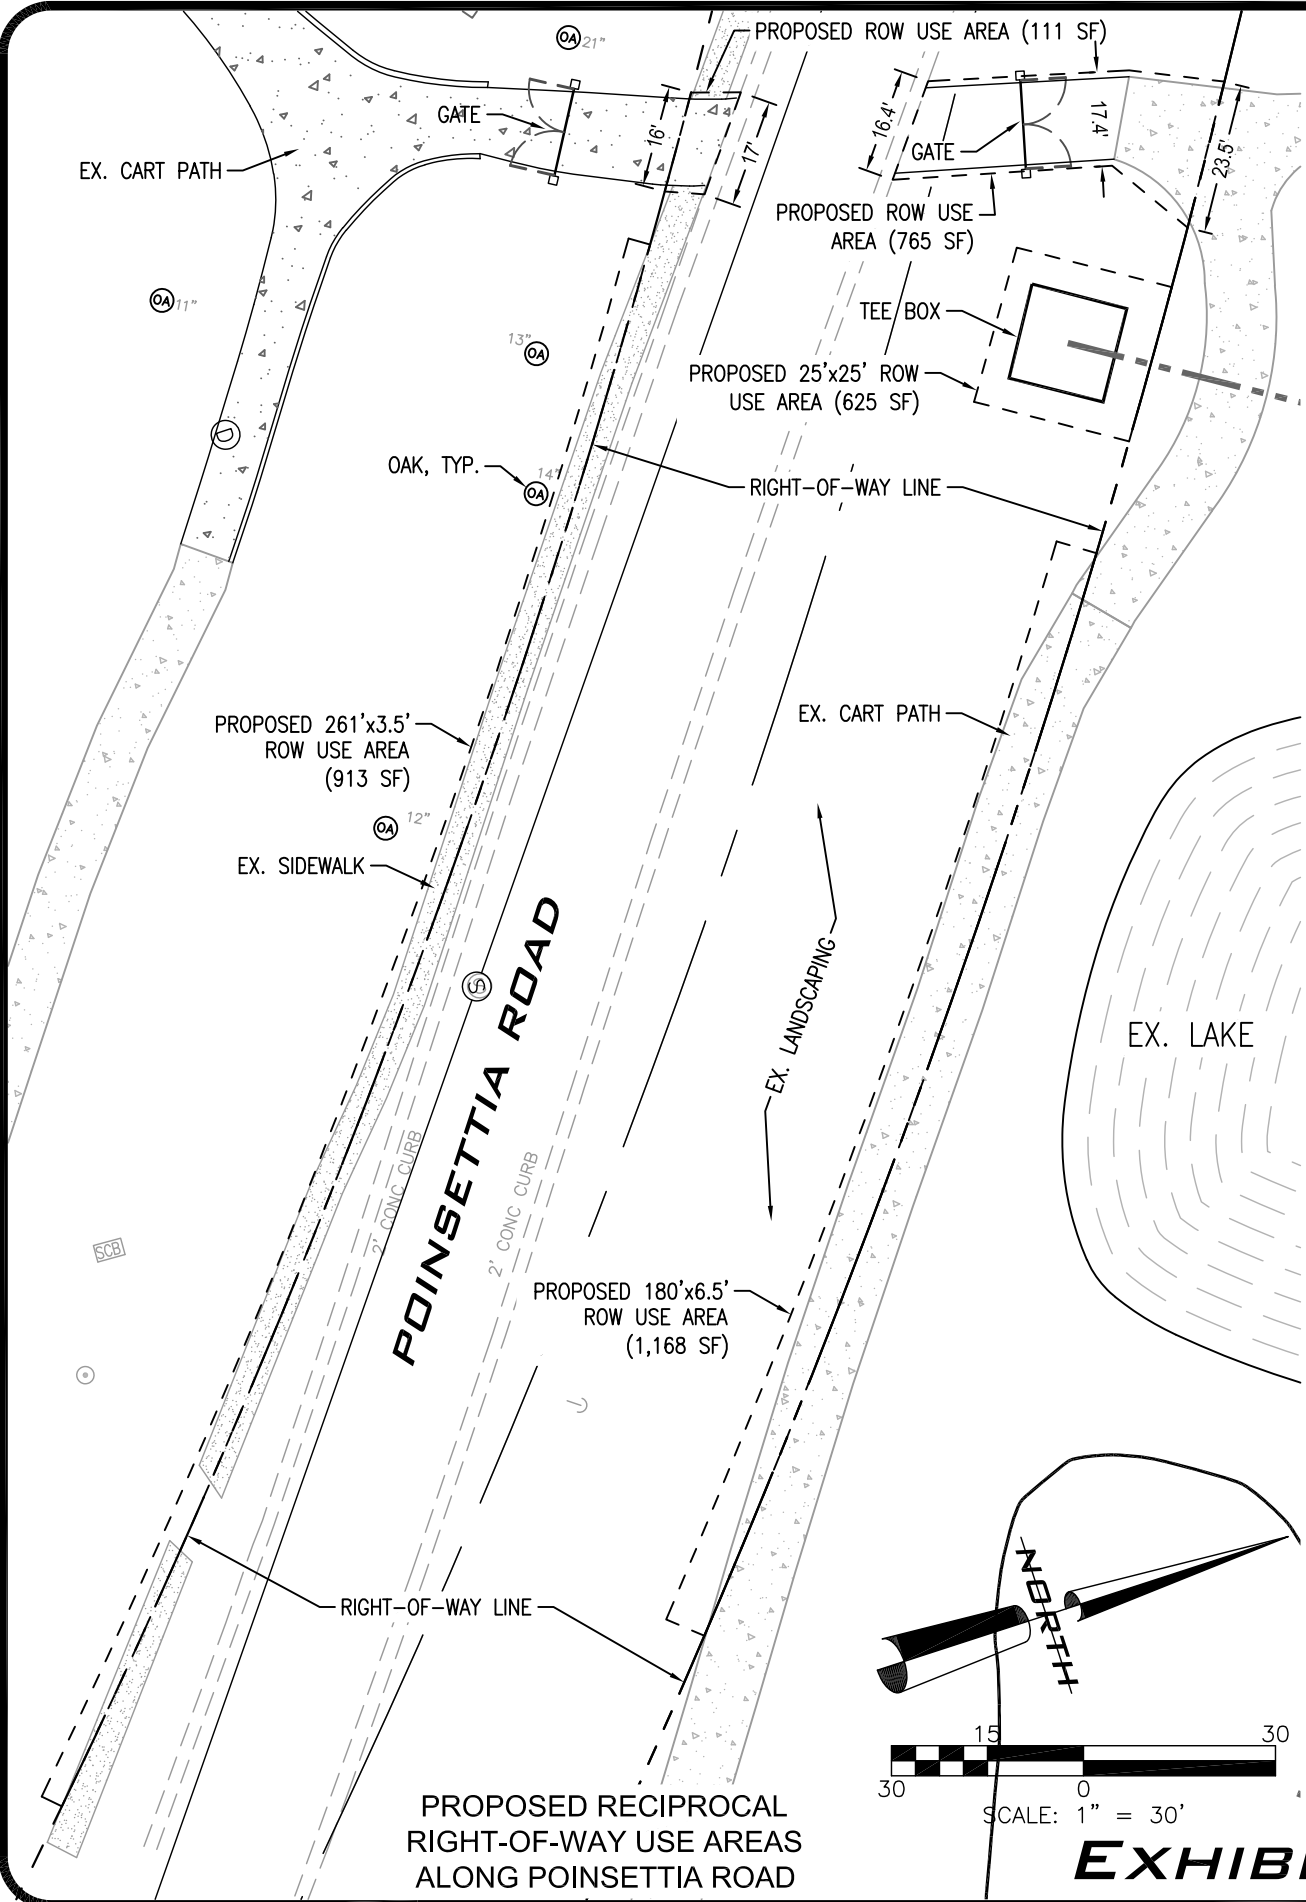 PROPOSED ROW USE AREA (111 SF)
OA 21"
GATE
EX. CART PATH
16'
17'
16.4'
GATE
17.4'
23.5'
PROPOSED ROW USE
AREA (765 SF)
OA 11"
13"
OA
TEE BOX
PROPOSED 25'x25' ROW
USE AREA (625 SF)
D
OAK, TYP.
14"
OA
RIGHT-OF-WAY LINE
PROPOSED 261'x3.5'
ROW USE AREA
(913 SF)
EX. CART PATH
OA 12"
EX. SIDEWALK
POINSETTIA ROAD
S
EX. LANDSCAPING
EX. LAKE
2' CONC CURB
2' CONC CURB
SCB
PROPOSED 180'x6.5'
ROW USE AREA
(1,168 SF)
RIGHT-OF-WAY LINE
NORTH
15
30
30
0
SCALE: 1" = 30'
PROPOSED RECIPROCAL
RIGHT-OF-WAY USE AREAS
ALONG POINSETTIA ROAD